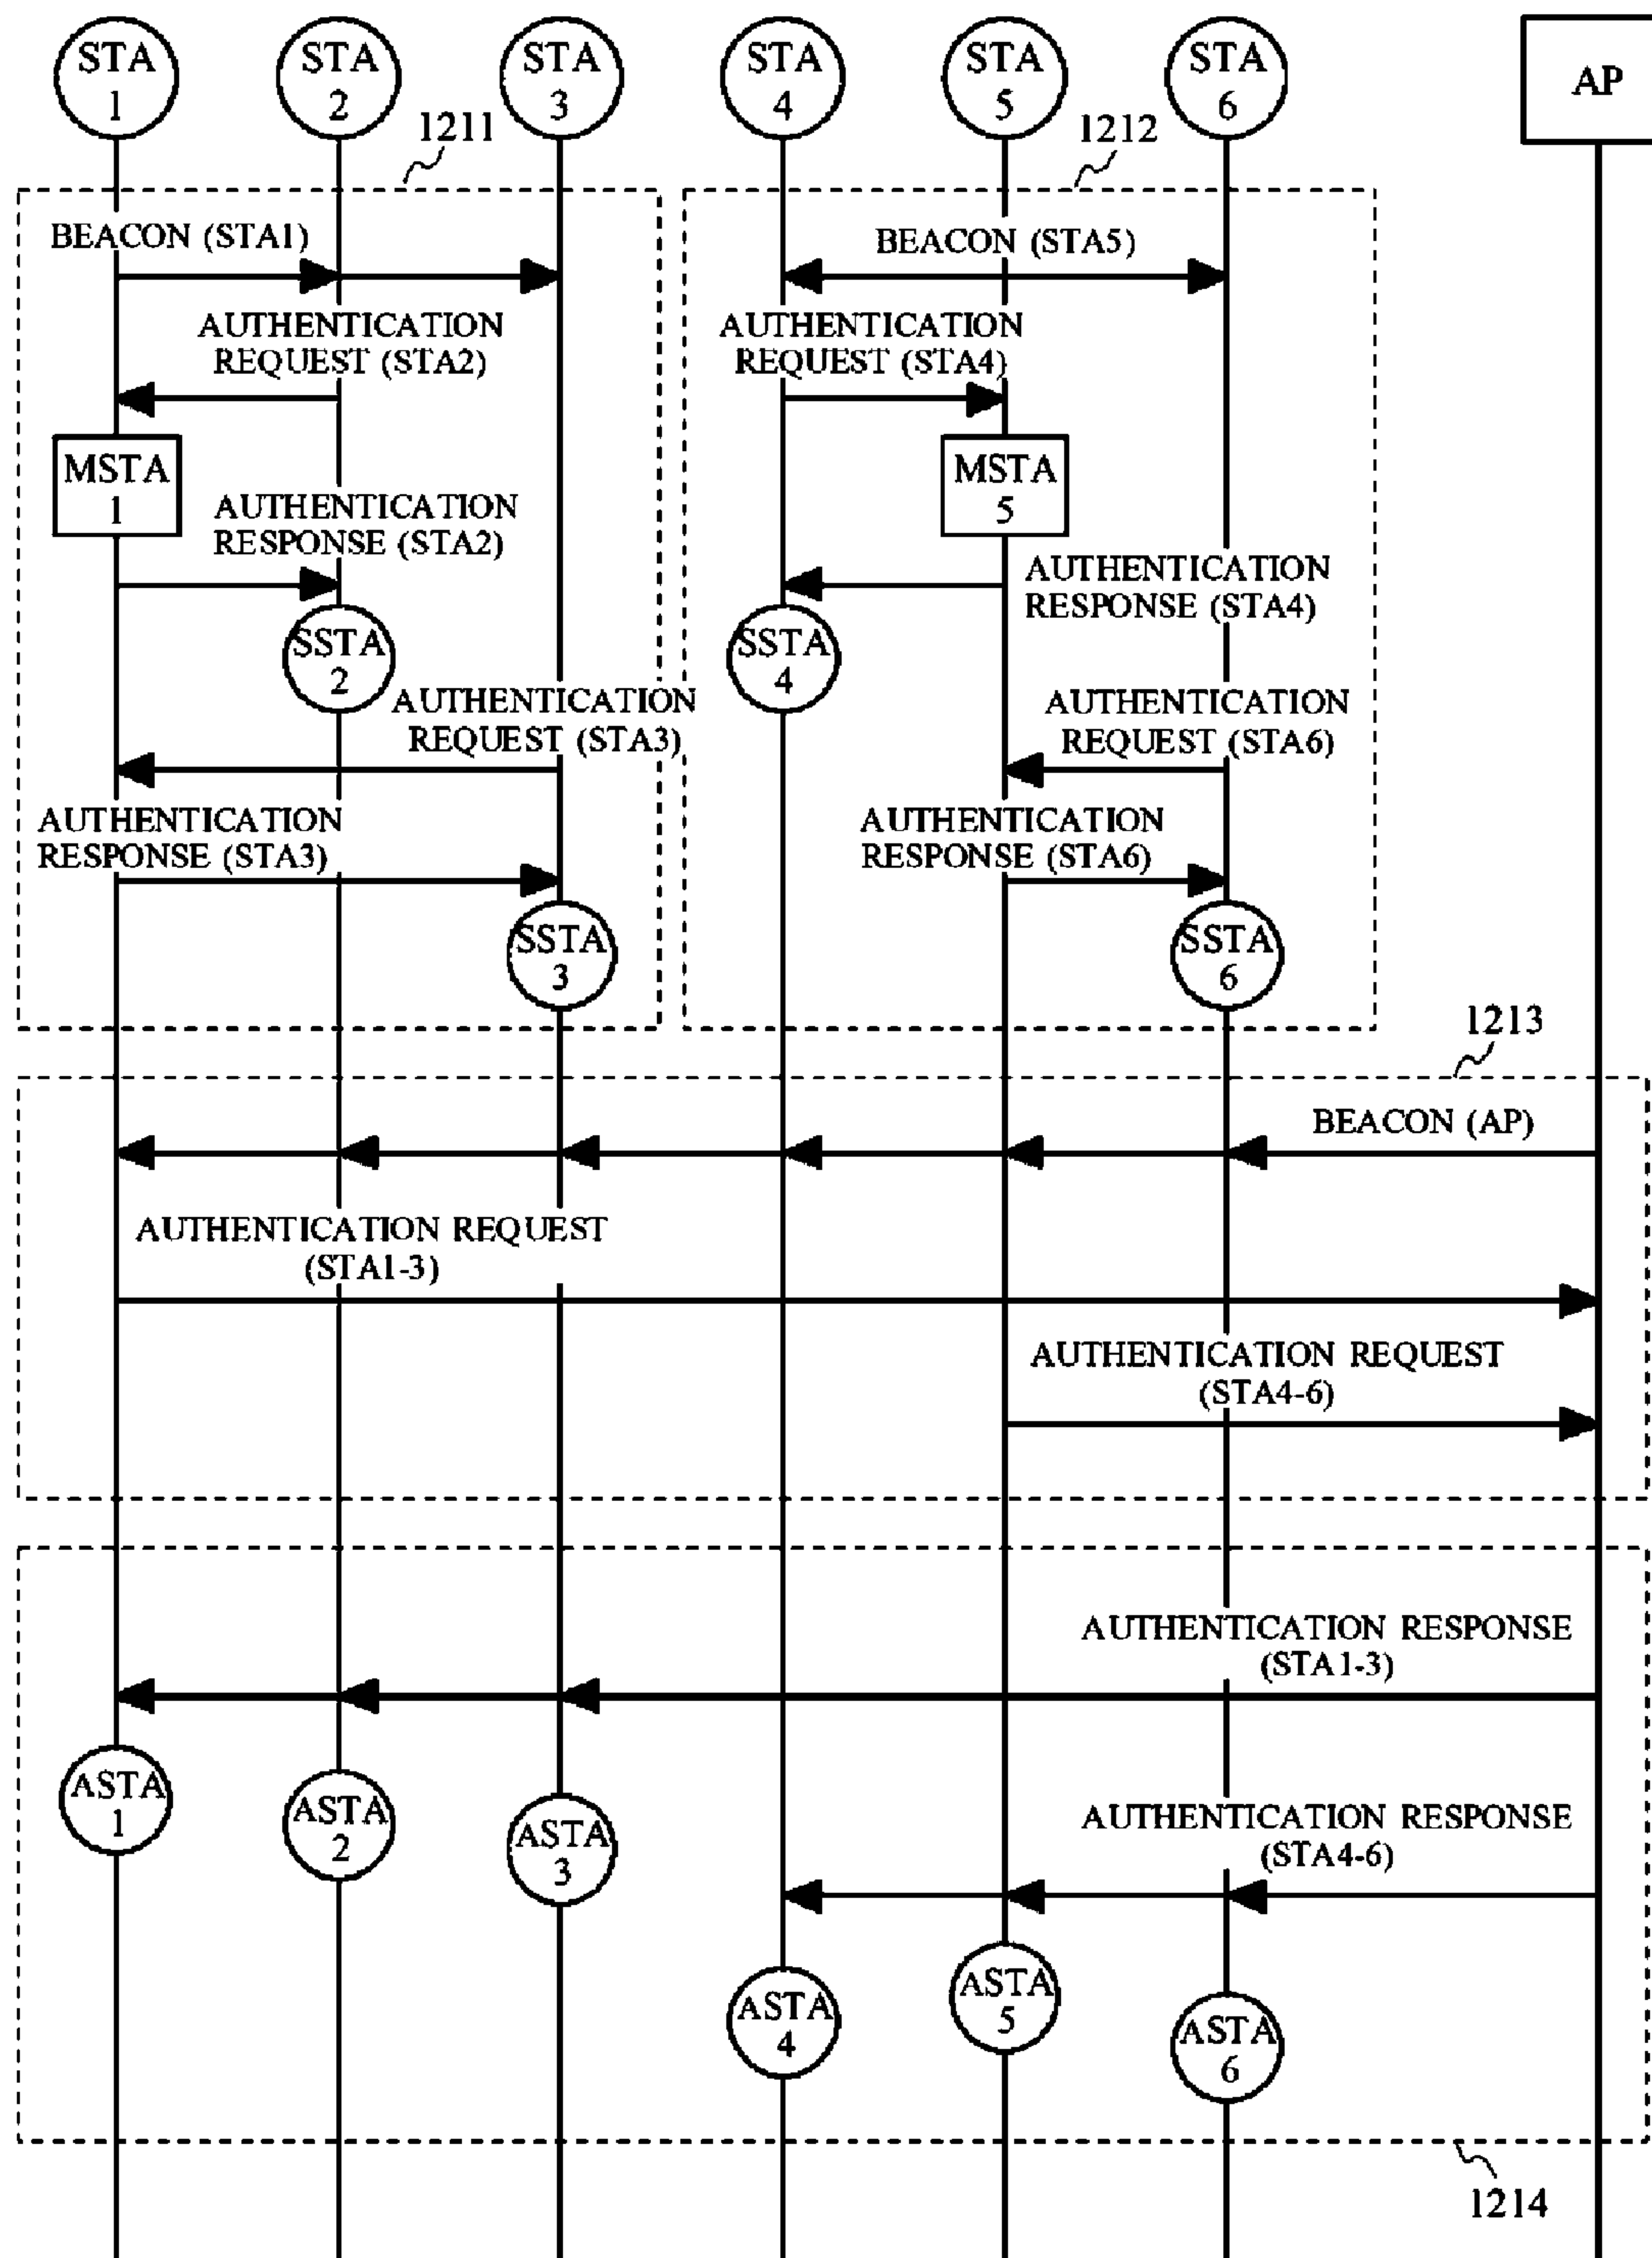 STA
1
STA
2
STA
3
STA
4
STA
5
STA
6
AP
1211
1212
BEACON (STA1)
BEACON (STA5)
AUTHENTICATION
REQUEST (STA2)
AUTHENTICATION
REQUEST (STA4)
MSTA
1
MSTA
5
AUTHENTICATION
RESPONSE (STA2)
AUTHENTICATION
RESPONSE (STA4)
SSTA
2
SSTA
4
AUTHENTICATION
REQUEST (STA3)
AUTHENTICATION
REQUEST (STA6)
AUTHENTICATION
RESPONSE (STA3)
AUTHENTICATION
RESPONSE (STA6)
SSTA
3
SSTA
6
1213
BEACON (AP)
AUTHENTICATION REQUEST
(STA1-3)
AUTHENTICATION REQUEST
(STA4-6)
AUTHENTICATION RESPONSE
(STA1-3)
ASTA
1
ASTA
2
ASTA
3
AUTHENTICATION RESPONSE
(STA4-6)
ASTA
4
ASTA
5
ASTA
6
1214